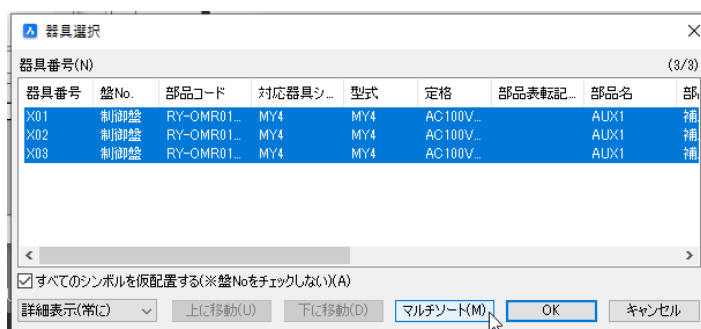 器具選択
器具番号(N) (3/3)
器具番号 盤No. 部品コード 対応器具シ... 型式 定格 部品表転記... 部品名
X01 制御盤 RY-OMR01... MY4 MY4 AC100V... AUX1 補
X02 制御盤 RY-OMR01... MY4 MY4 AC100V... AUX1 補
X03 制御盤 RY-OMR01... MY4 MY4 AC100V... AUX1 補
すべてのシンボルを仮配置する(※盤Noをチェックしない)(A)
詳細表示(常に) 上に移動(U) 下に移動(D) マルチソート(M) OK キャンセル